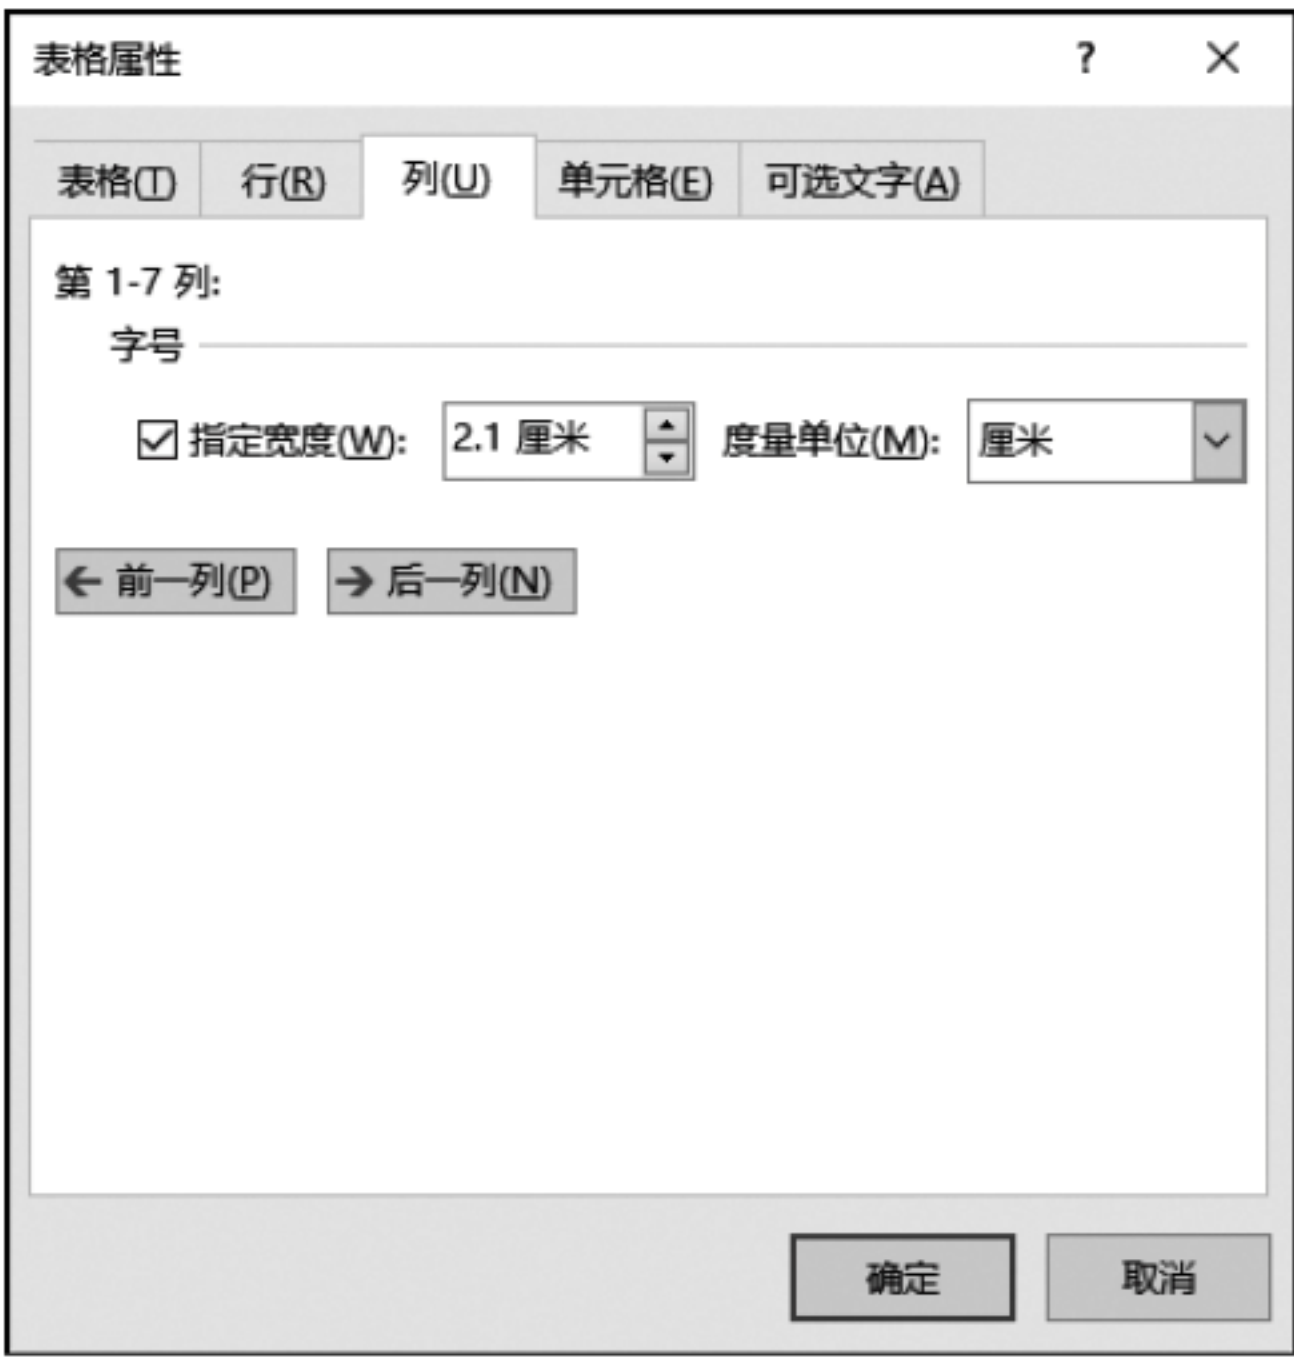 表格属性 ?
表格(T) 行(R) 列(U) 单元格(E) 可选文字(A)
第 1-7 列:
字号
指定宽度(W): 2.1 厘米 度量单位(M): 厘米
前一列(P) 后一列(N)
确定 取消